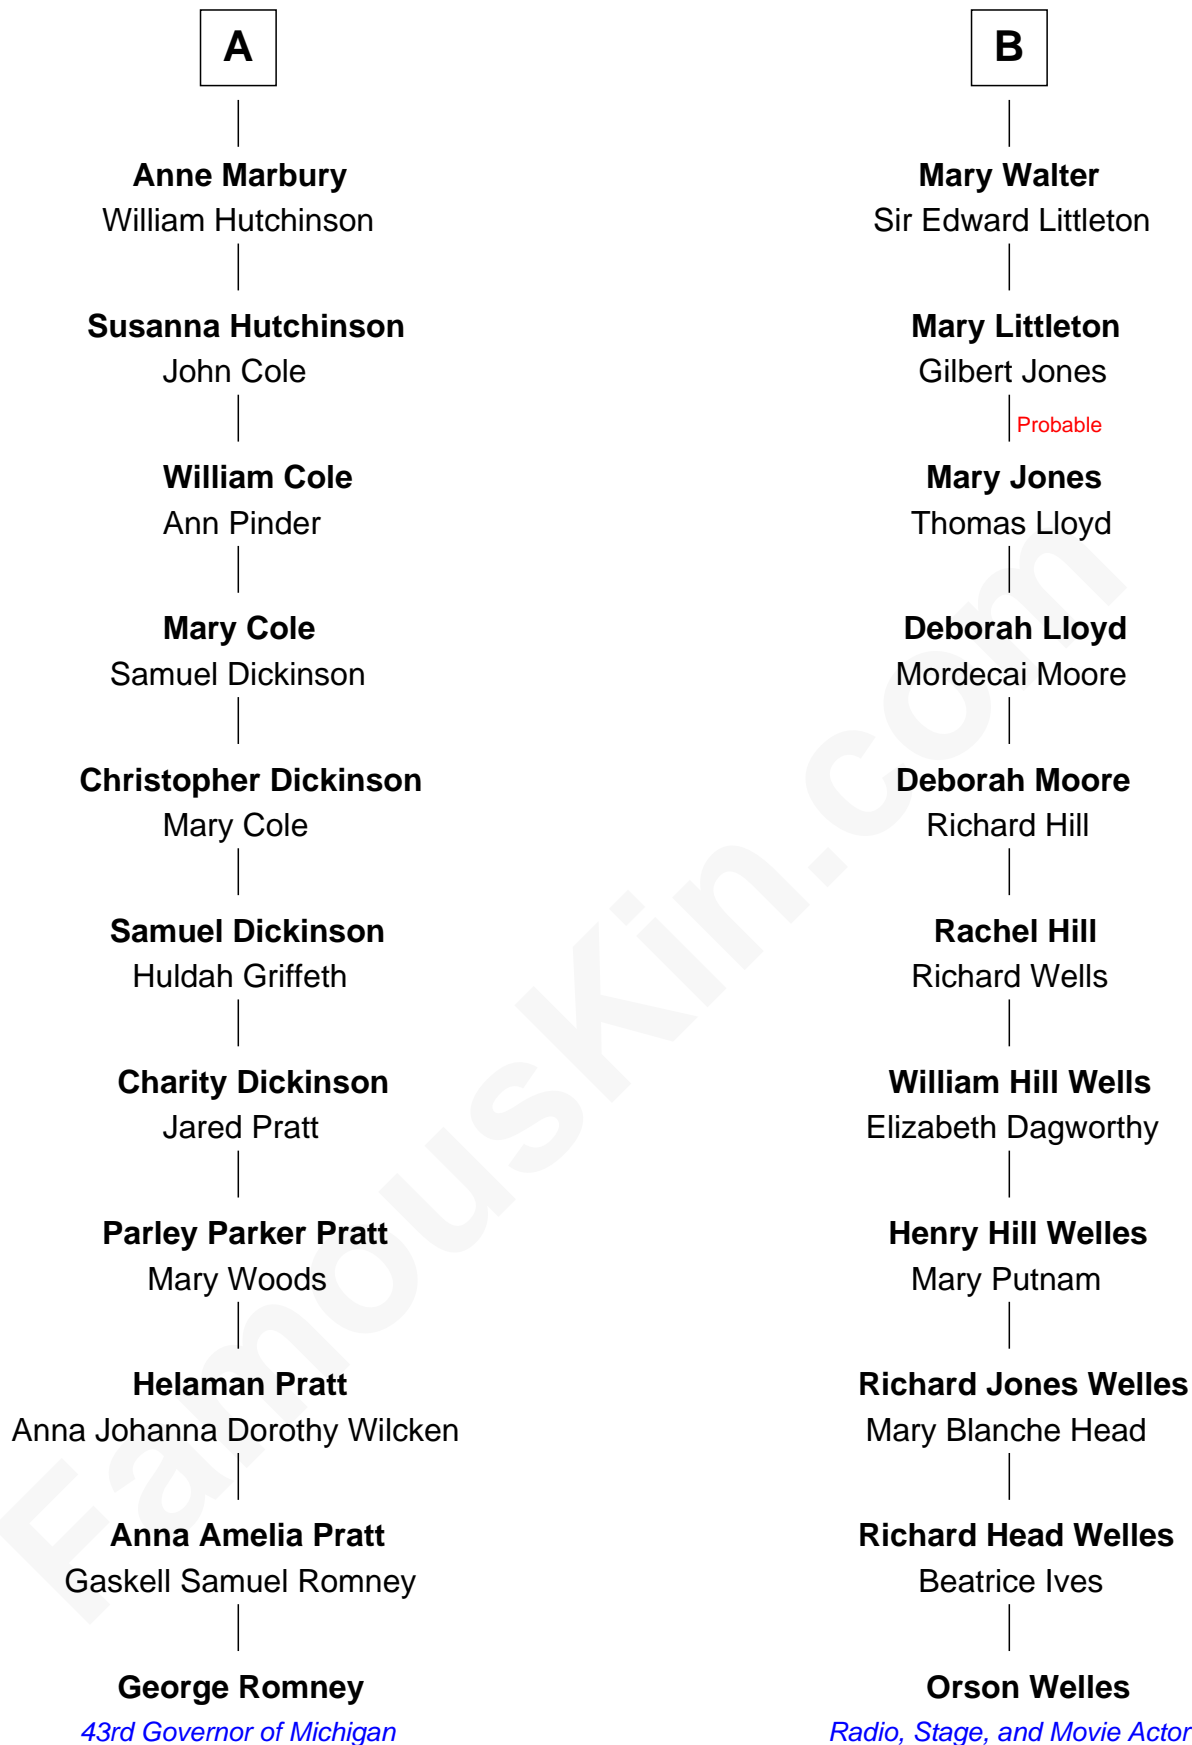 A
Anne Marbury
William Hutchinson
Susanna Hutchinson
John Cole
William Cole
Ann Pinder
Mary Cole
Samuel Dickinson
Christopher Dickinson
Mary Cole
Samuel Dickinson
Huldah Griffeth
Charity Dickinson
Jared Pratt
Parley Parker Pratt
Mary Woods
Helaman Pratt
Anna Johanna Dorothy Wilcken
Anna Amelia Pratt
Gaskell Samuel Romney
George Romney
43rd Governor of Michigan
B
Mary Walter
Sir Edward Littleton
Mary Littleton
Gilbert Jones
Probable
Mary Jones
Thomas Lloyd
Deborah Lloyd
Mordecai Moore
Deborah Moore
Richard Hill
Rachel Hill
Richard Wells
William Hill Wells
Elizabeth Dagworthy
Henry Hill Welles
Mary Putnam
Richard Jones Welles
Mary Blanche Head
Richard Head Welles
Beatrice Ives
Orson Welles
Radio, Stage, and Movie Actor
FamousKin.com